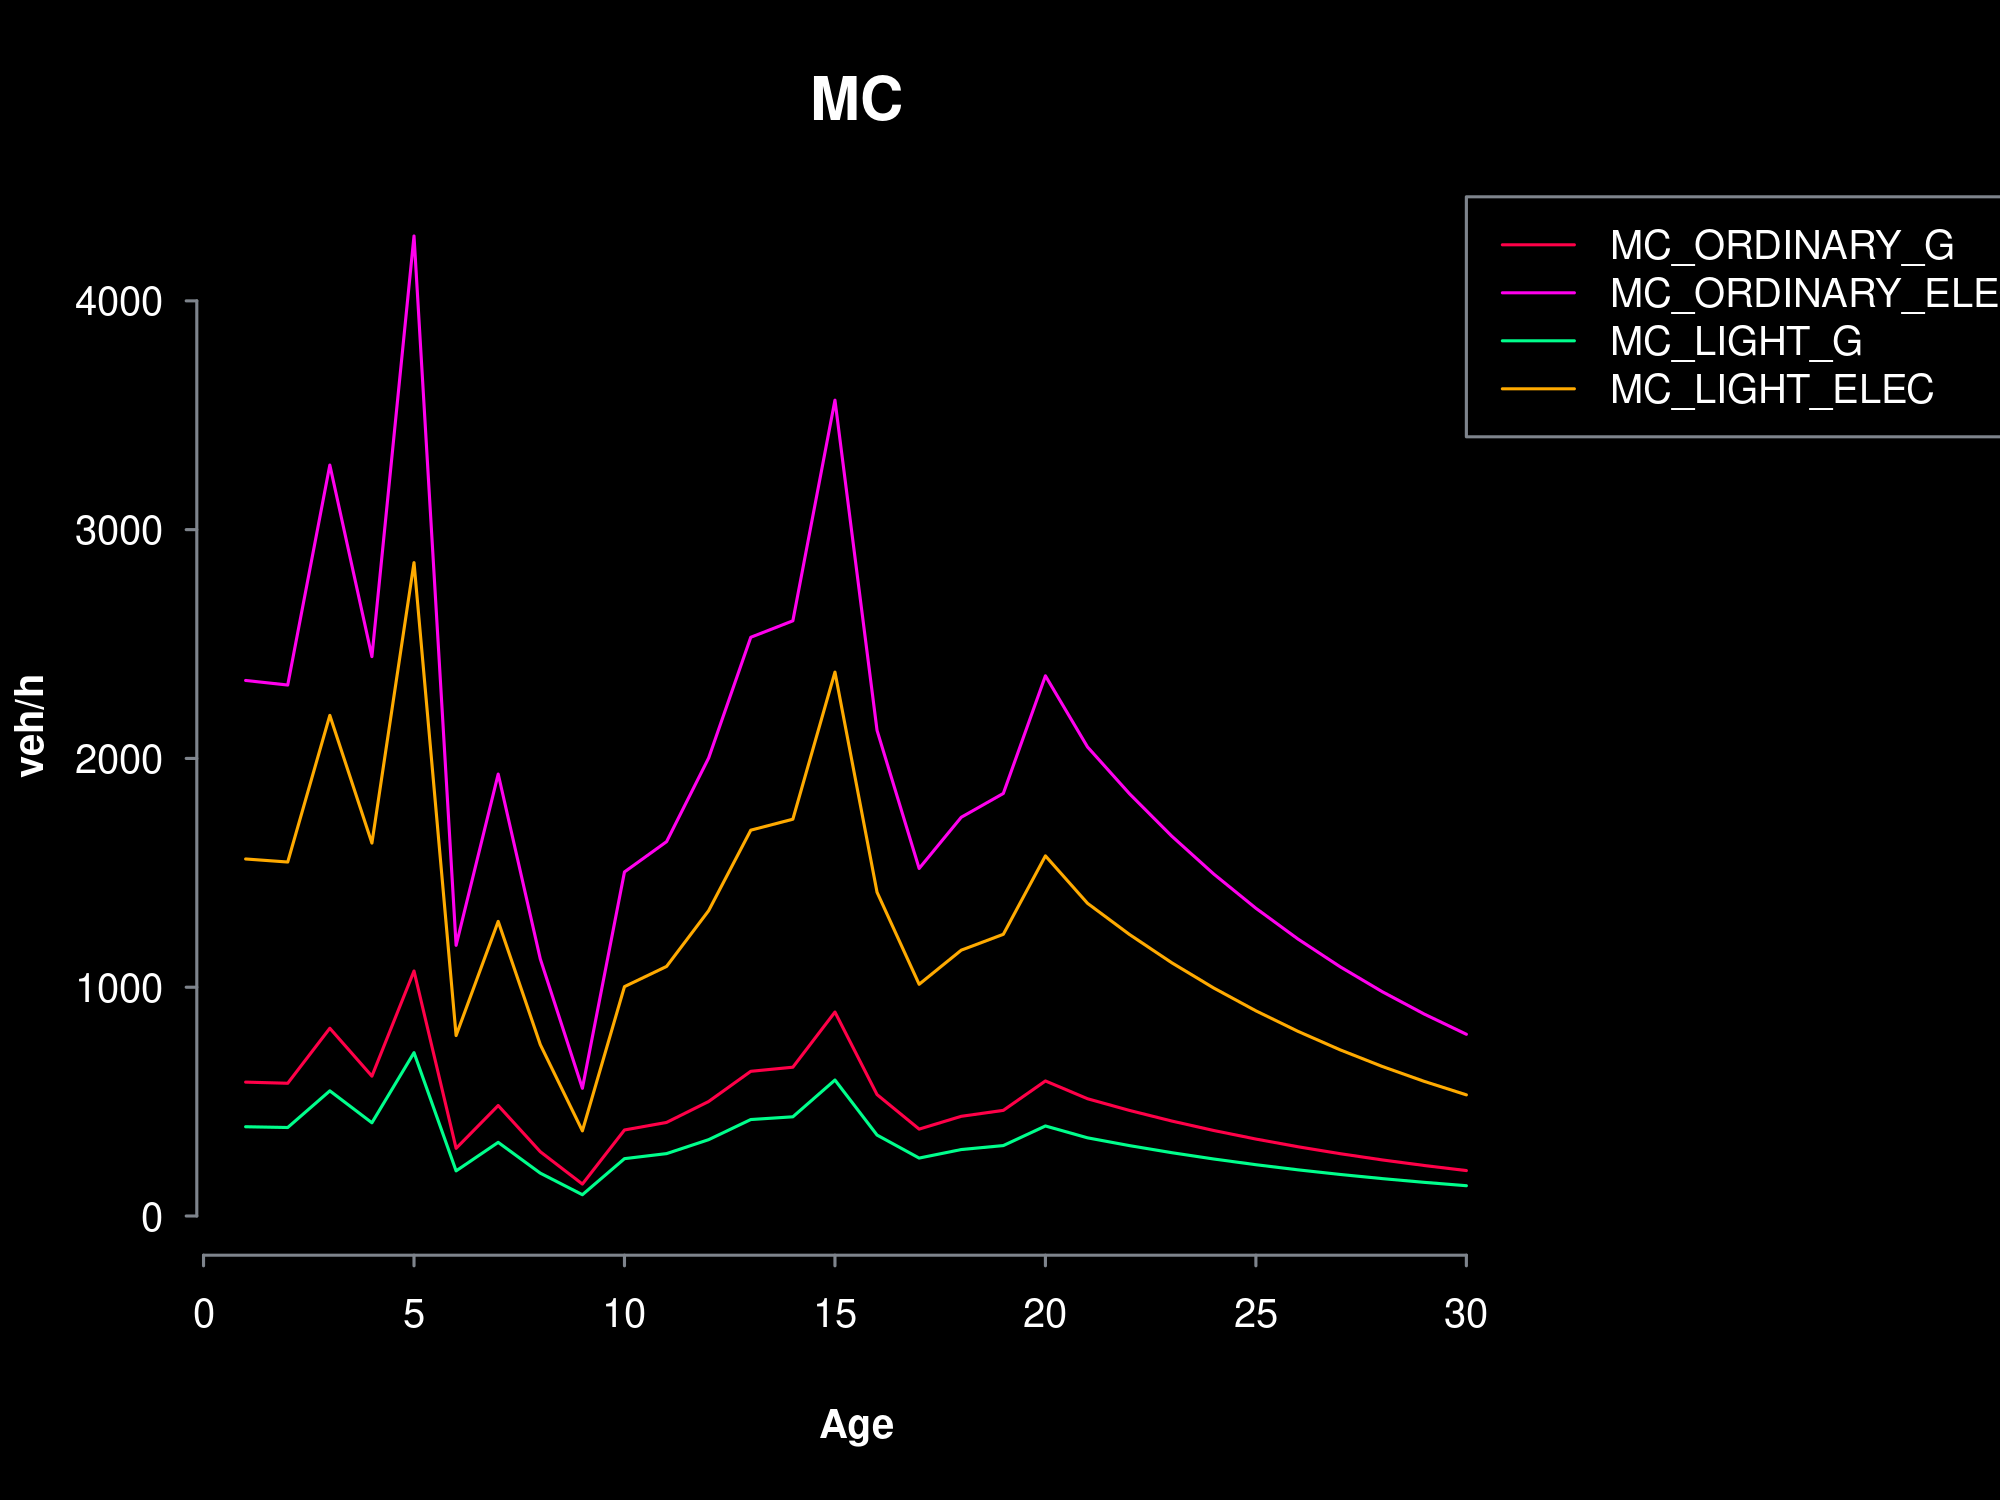 MC
MC_ORDINARY_G
MC_ORDINARY_ELE
MC_LIGHT_G
MC_LIGHT_ELEC
4000
3000
2000
1000
0
veh/h
0 5 10 15 20 25 30
Age